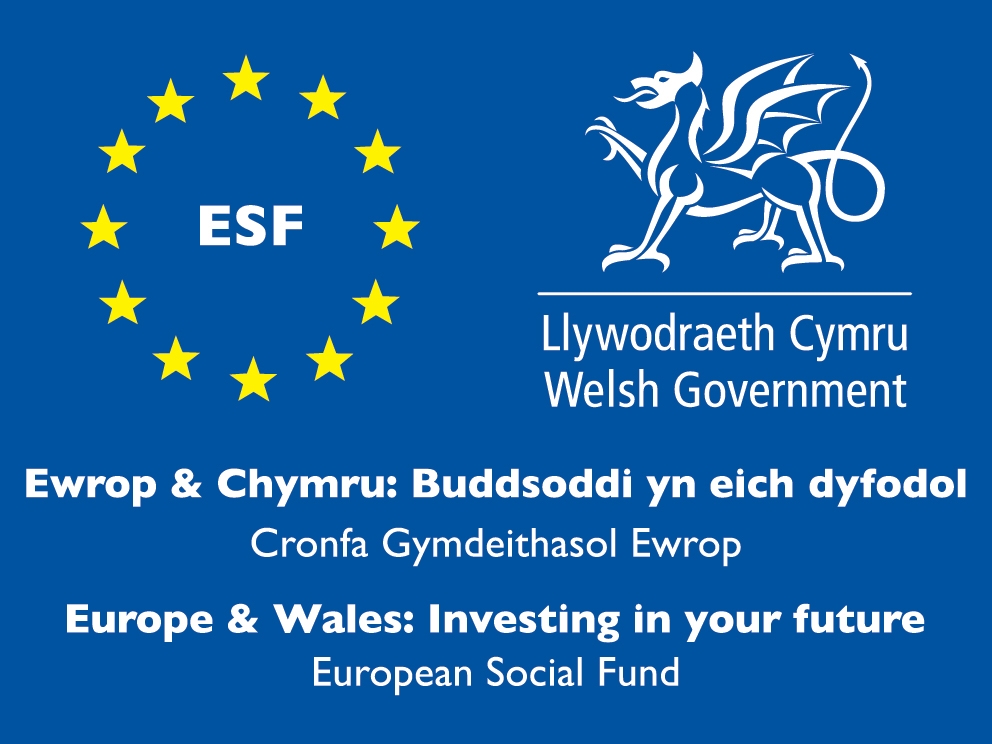 ESF
Llywodraeth Cymru
Welsh Government
Ewrop & Chymru: Buddsoddi yn eich dyfodol
Cronfa Gymdeithasol Ewrop
Europe & Wales: Investing in your future
European Social Fund